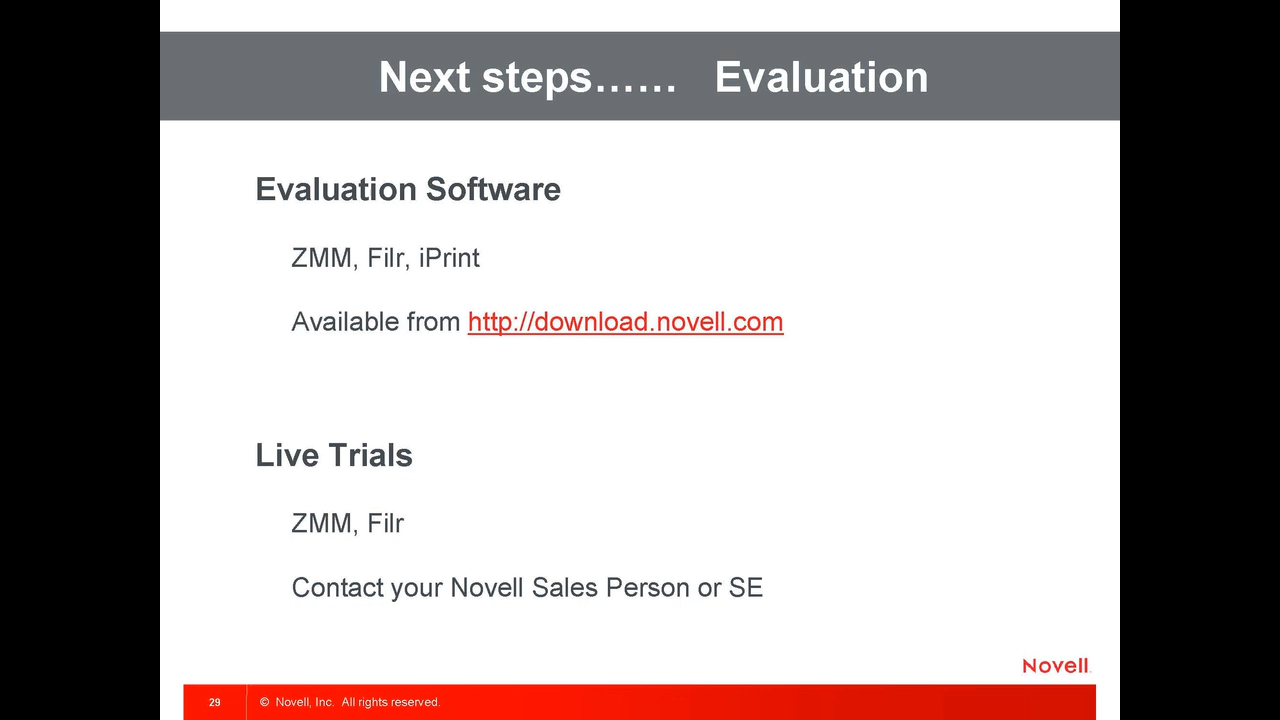 Next steps…… Evaluation
Evaluation Software
ZMM, Filr, iPrint
Available from http://download.novell.com
Live Trials
ZMM, Filr
Contact your Novell Sales Person or SE
Novell
29 © Novell, Inc. All rights reserved.